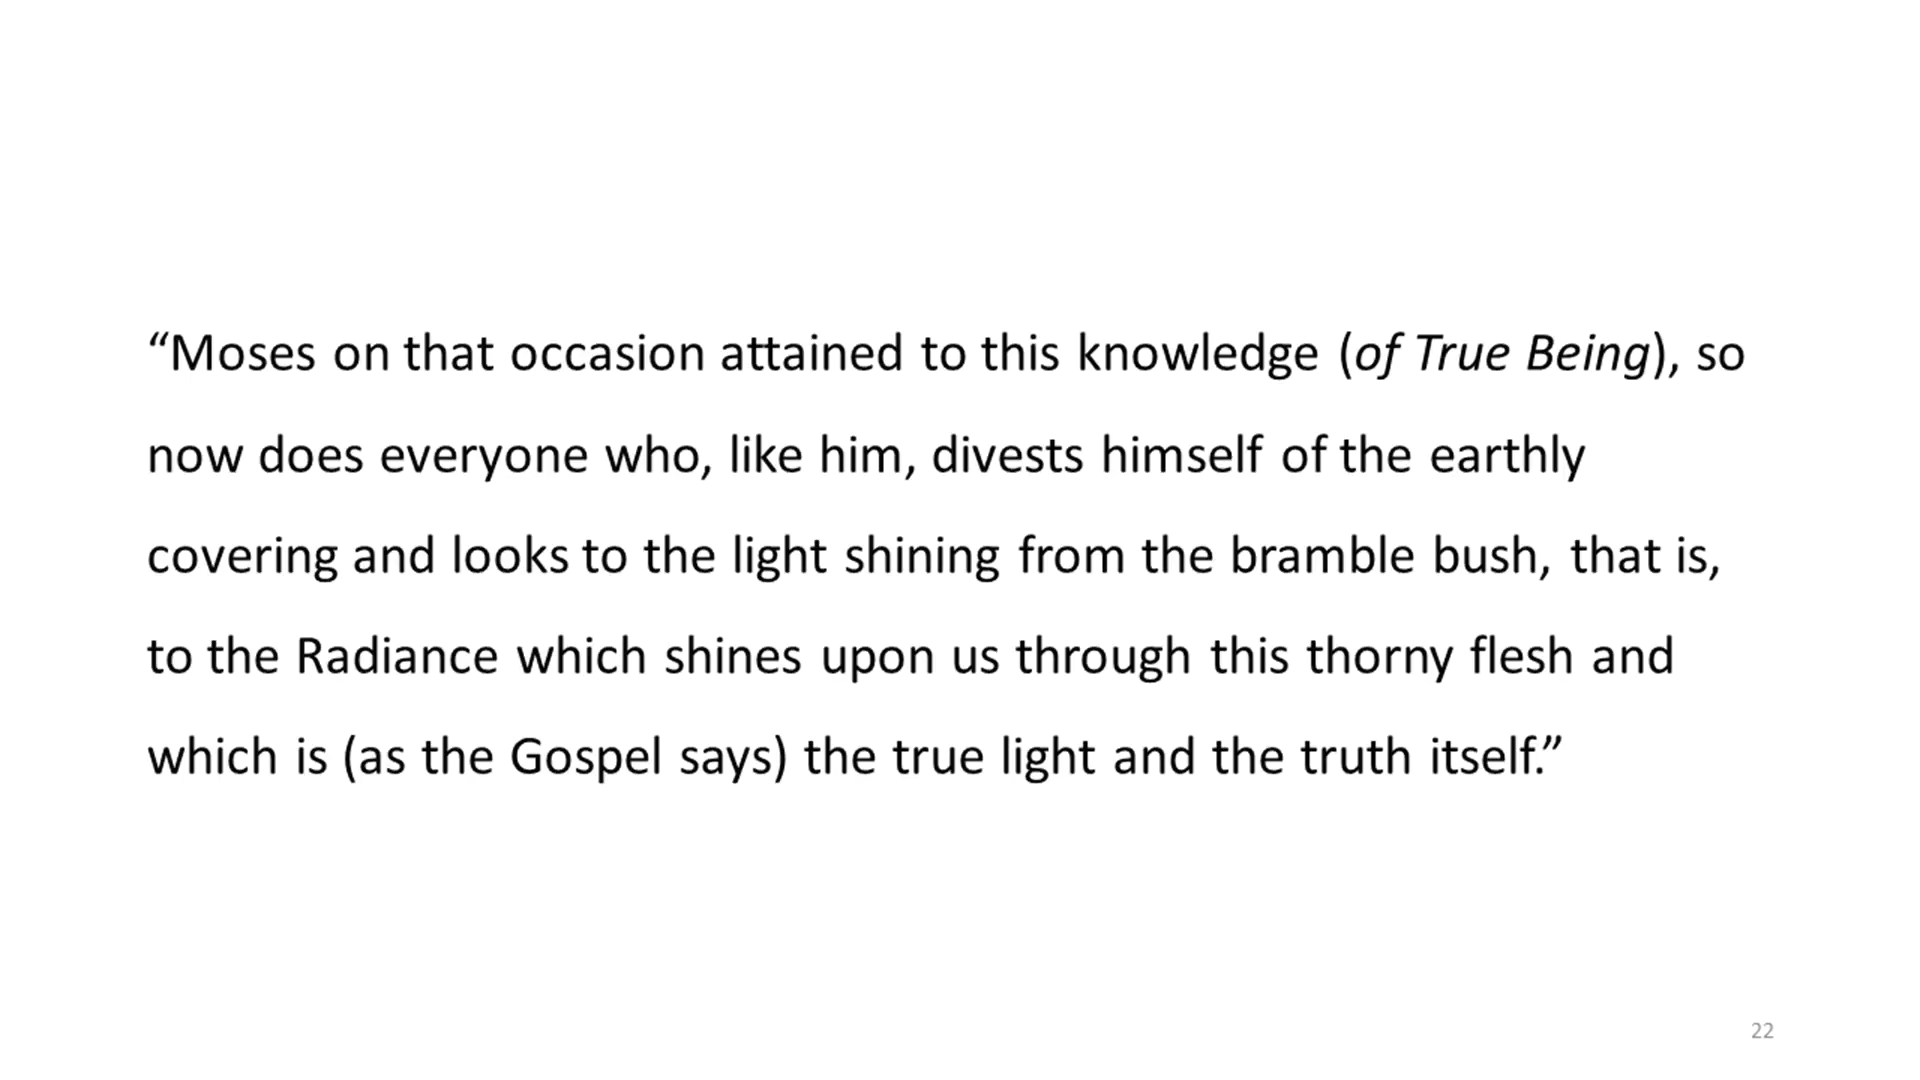 “Moses on that occasion attained to this knowledge (of True Being), so
now does everyone who, like him, divests himself of the earthly
covering and looks to the light shining from the bramble bush, that is,
to the Radiance which shines upon us through this thorny flesh and
which is (as the Gospel says) the true light and the truth itself.”
22